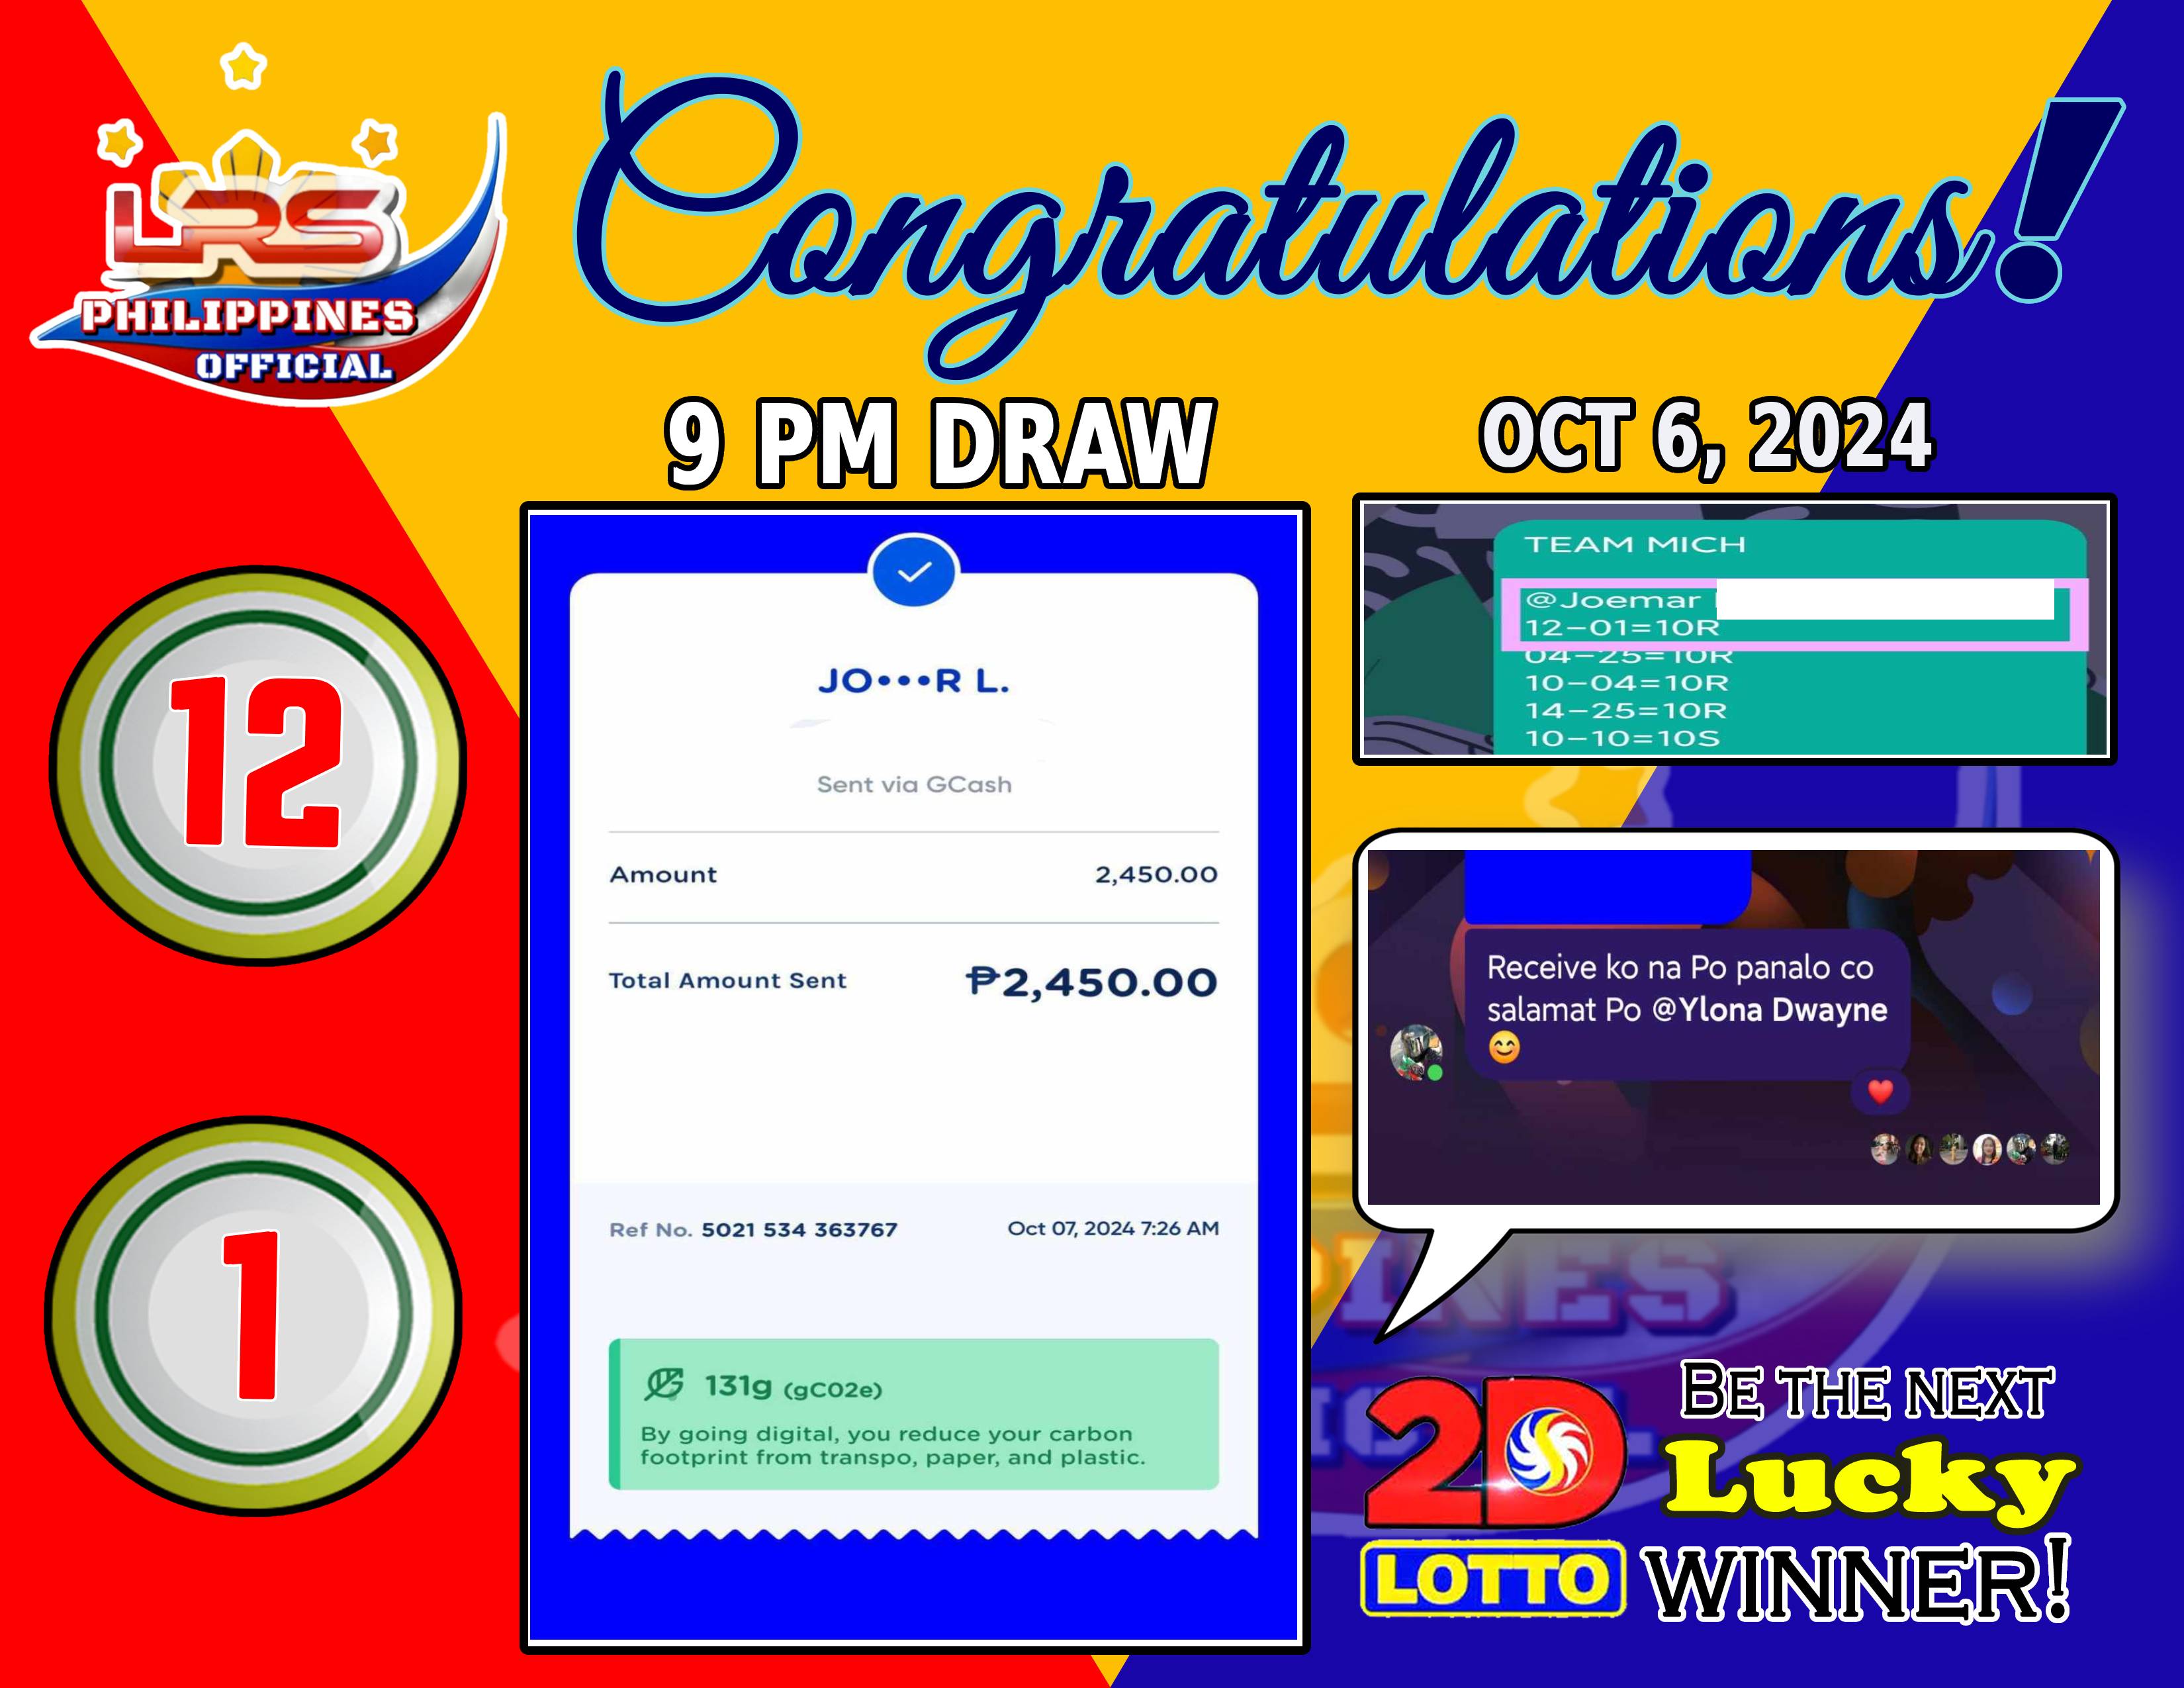 LRS
PHILIPPINES
OFFICIAL
Congratulations!
9 PM DRAW
OCT 6, 2024
12
1
JO•••R L.
Sent via GCash
Amount 2,450.00
Total Amount Sent ₱2,450.00
Ref No. 5021 534 363767 Oct 07, 2024 7:26 AM
131g (gCO2e)
By going digital, you reduce your carbon
footprint from transpo, paper, and plastic.
TEAM MICH
@Joemar
12-01=10R
04-25=10R
10-04=10R
14-25=10R
10-10=10S
Receive ko na Po panalo co
salamat Po @Ylona Dwayne
😊
2D
LOTTO
BE THE NEXT
Lucky
WINNER!